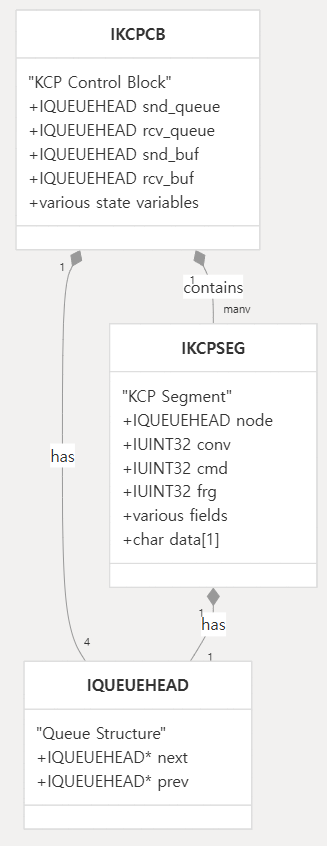 IKCPCB
"KCP Control Block"
+IQUEUEHEAD snd_queue
+IQUEUEHEAD rcv_queue
+IQUEUEHEAD snd_buf
+IQUEUEHEAD rcv_buf
+various state variables
1
1
contains
manv
IKCPSEG
"KCP Segment"
+IQUEUEHEAD node
+IUINT32 conv
+IUINT32 cmd
+IUINT32 frg
+various fields
+char data[1]
has
1
has
4
1
IQUEUEHEAD
"Queue Structure"
+IQUEUEHEAD* next
+IQUEUEHEAD* prev